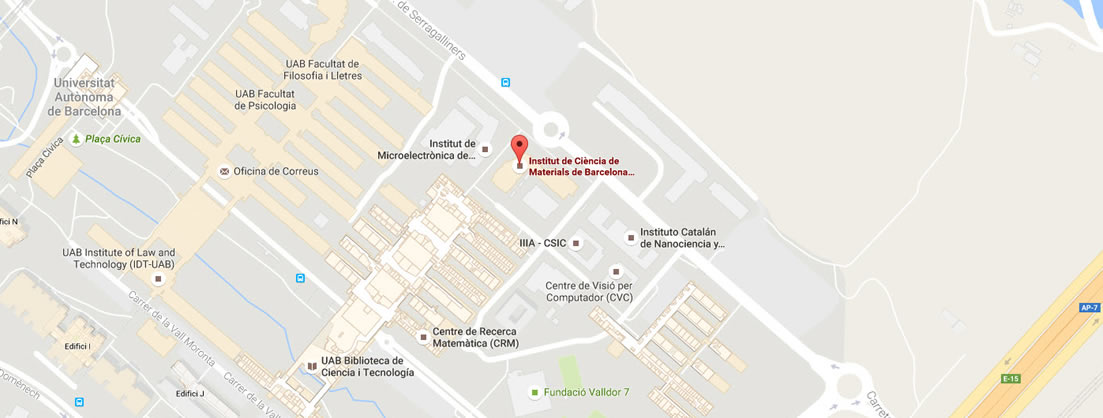 de Serragalliners
UAB Facultat de
Filosofia i Lletres
Universitat
Autònoma
de Barcelona
UAB Facultat
de Psicologia
Plaça Cívica
Plaça Cívica
Institut de
Microelectrònica de...
Institut de Ciència de
Materials de Barcelona...
Oficina de Correus
Edifici N
Instituto Catalán
de Nanociencia y...
IIIA - CSIC
UAB Institute of Law and
Technology (IDT-UAB)
Centre de Visió per
Computador (CVC)
AP-7
Carrer de la Vall Moronta
Centre de Recerca
Matemàtica (CRM)
Edifici I
UAB Biblioteca de
Ciencia i Tecnología
E-15
Carrer de la Vall Moronta
Edifici J
Fundació Valldor 7
Domènech
Carret